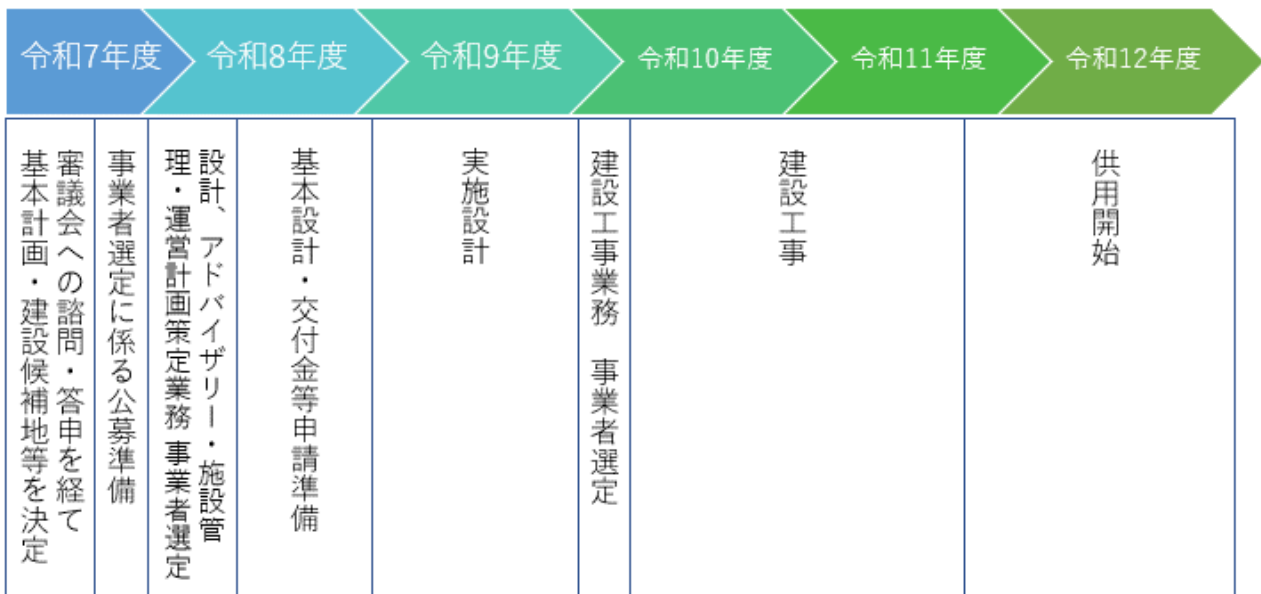 令和7年度
令和8年度
令和9年度
令和10年度
令和11年度
令和12年度
審議会への諮問・答申を経て
基本計画・建設候補地等を決定
事業者選定に係る公募準備
設計、アドバイザリー・施設管
理・運営計画策定業務 事業者選定
基本設計・交付金等申請準備
実施設計
建設工事業務　事業者選定
建設工事
供用開始